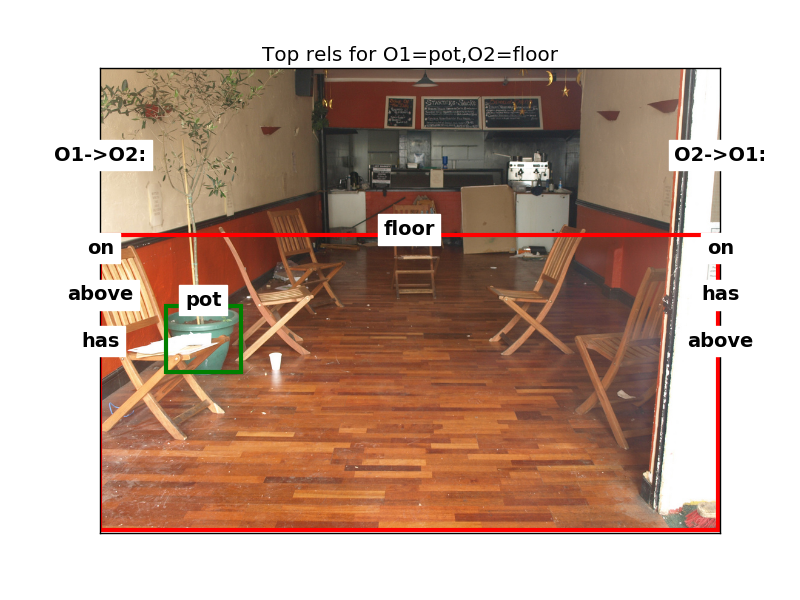 Top rels for O1=pot,O2=floor
O1->O2:
O2->O1:
floor
on
on
above
has
pot
has
above